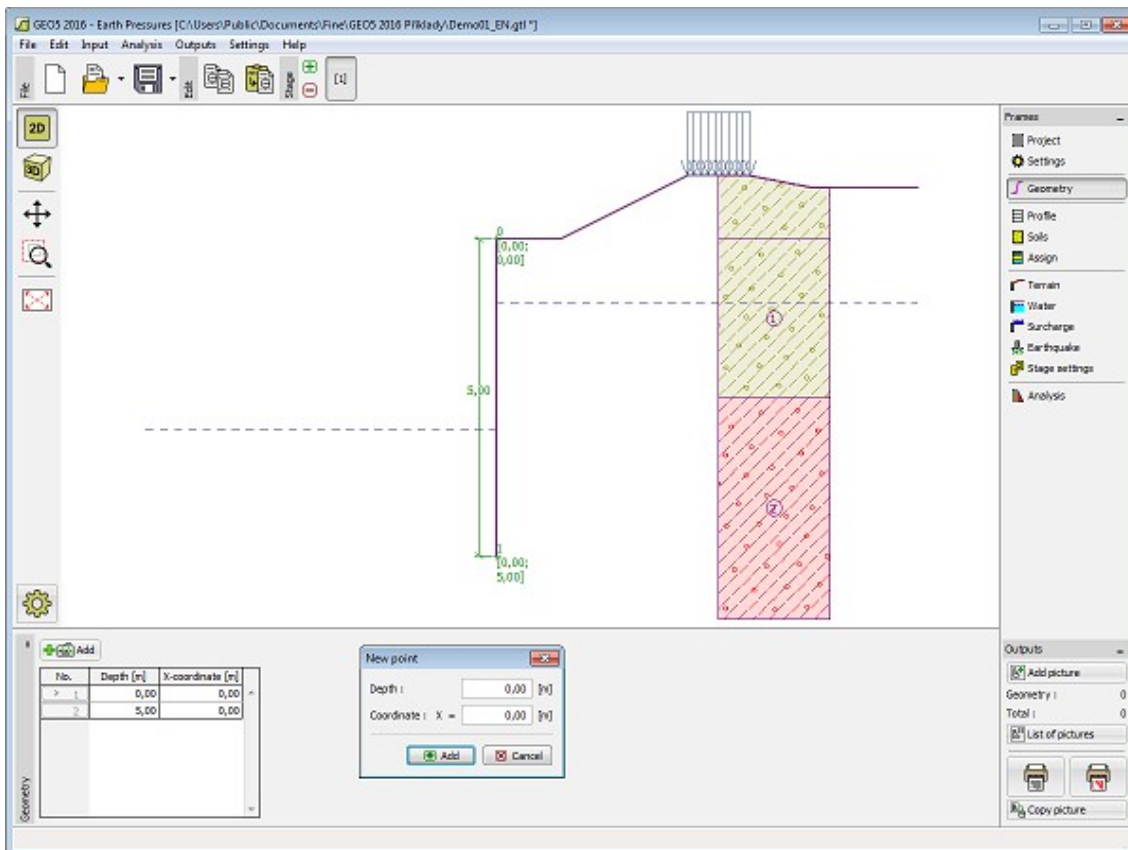 GEO5 2016 - Earth Pressures [C:\Users\Public\Documents\Fine\GEO5 2016 Příklady\Demo01_EN.gtl *]
File Edit Input Analysis Outputs Settings Help
File
Edit
Stage
[1]
2D
3D
0
[0,00;
0,00]
5,00
1
[0,00;
5,00]
1
2
Frames
Project
Settings
Geometry
Profile
Soils
Assign
Terrain
Water
Surcharge
Earthquake
Stage settings
Analysis
Geometry
Add
No. Depth [m] X-coordinate [m]
> 1 0,00 0,00
2 5,00 0,00
New point
Depth : 0,00 [m]
Coordinate : X = 0,00 [m]
Add Cancel
Outputs
Add picture
Geometry : 0
Total : 0
List of pictures
Copy picture